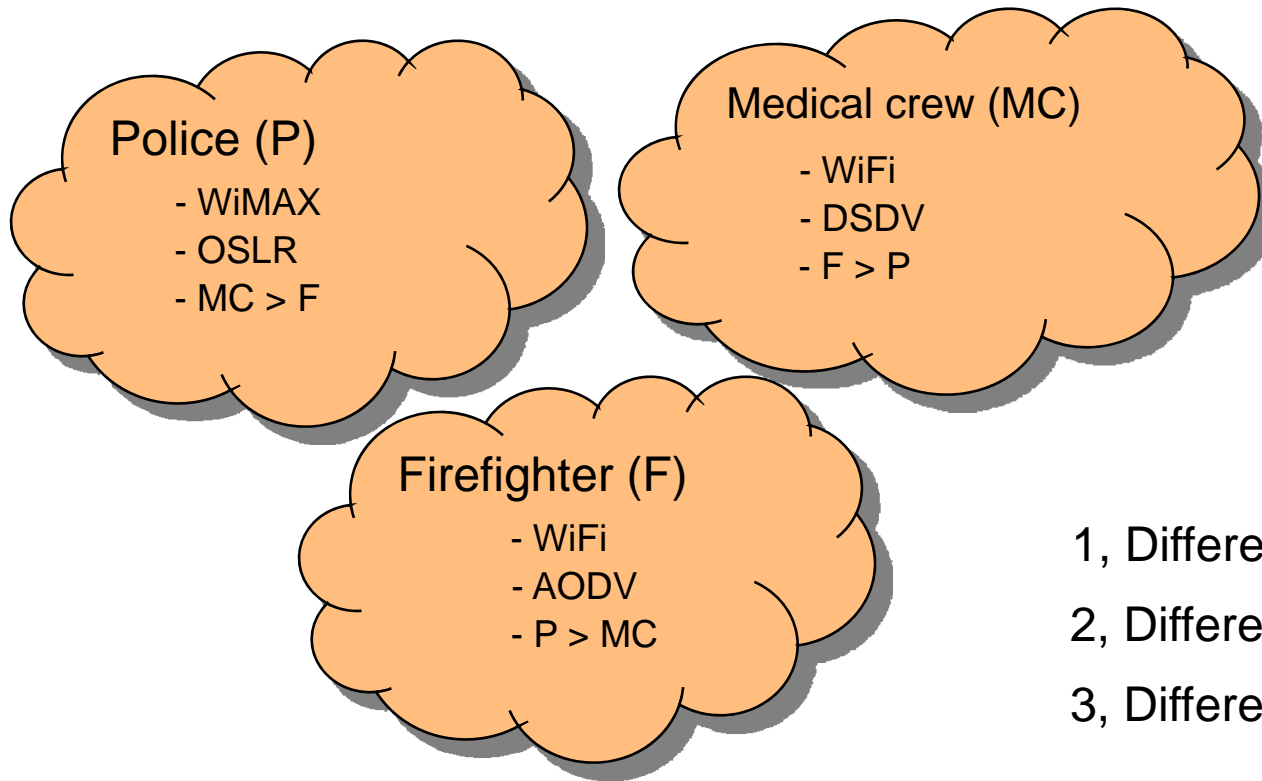 Police (P)
- WiMAX
- OSLR
- MC > F
Medical crew (MC)
- WiFi
- DSDV
- F > P
Firefighter (F)
- WiFi
- AODV
- P > MC
1, Differe
2, Differe
3, Differe